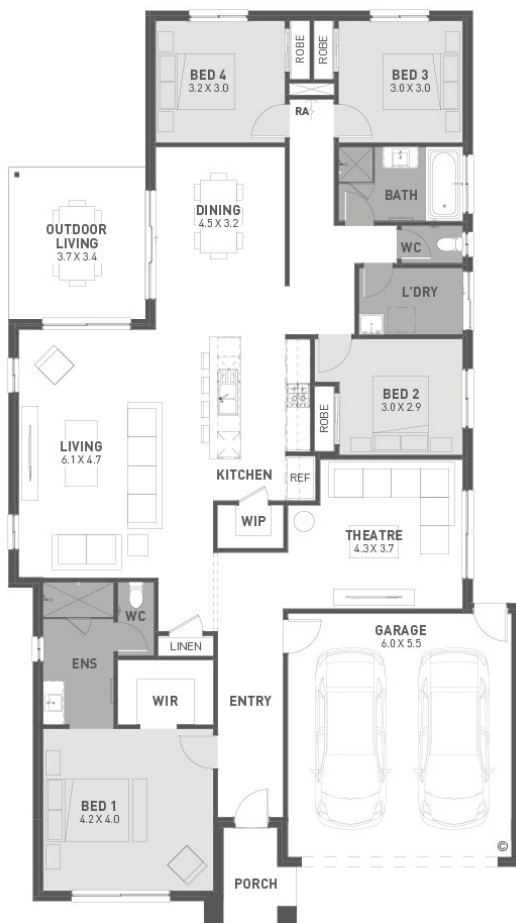 BED 4
3.2 X 3.0
ROBE
ROBE
BED 3
3.0 X 3.0
RA
BATH
DINING
4.5 X 3.2
OUTDOOR
LIVING
3.7 X 3.4
WC
L'DRY
BED 2
3.0 X 2.9
ROBE
LIVING
6.1 X 4.7
KITCHEN
REF
WIP
THEATRE
4.3 X 3.7
WC
LINEN
GARAGE
6.0 X 5.5
ENS
WIR
ENTRY
BED 1
4.2 X 4.0
PORCH
©